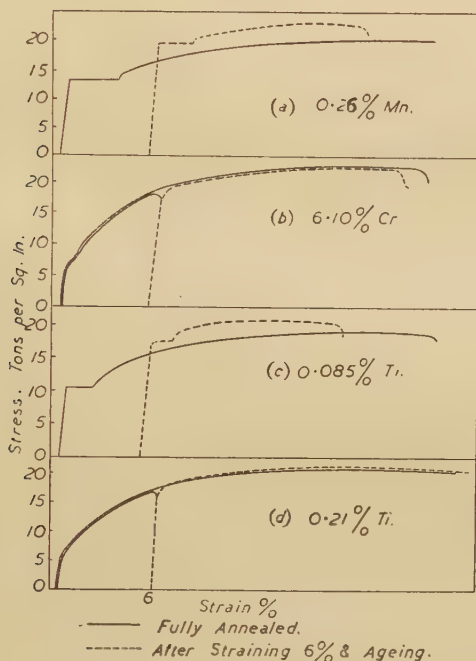 20
15
10
5
0
(a) 0·26% Mn.
20
15
10
5
0
(b) 6·10% Cr
20
15
10
5
0
(c) 0·085% Ti.
20
15
10
5
0
(d) 0·21% Ti.
Stress. Tons per Sq. In.
6
Strain %
Fully Annealed.
After Straining 6% & Ageing.